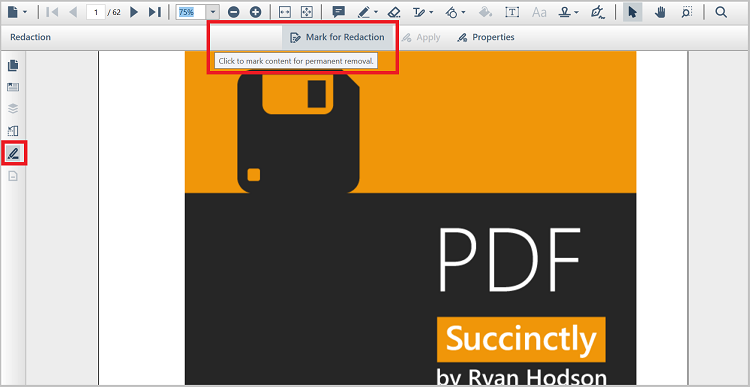 1 / 62 75% T Aa
Redaction Mark for Redaction Apply Properties
Click to mark content for permanent removal.
PDF
Succinctly
by Ryan Hodson